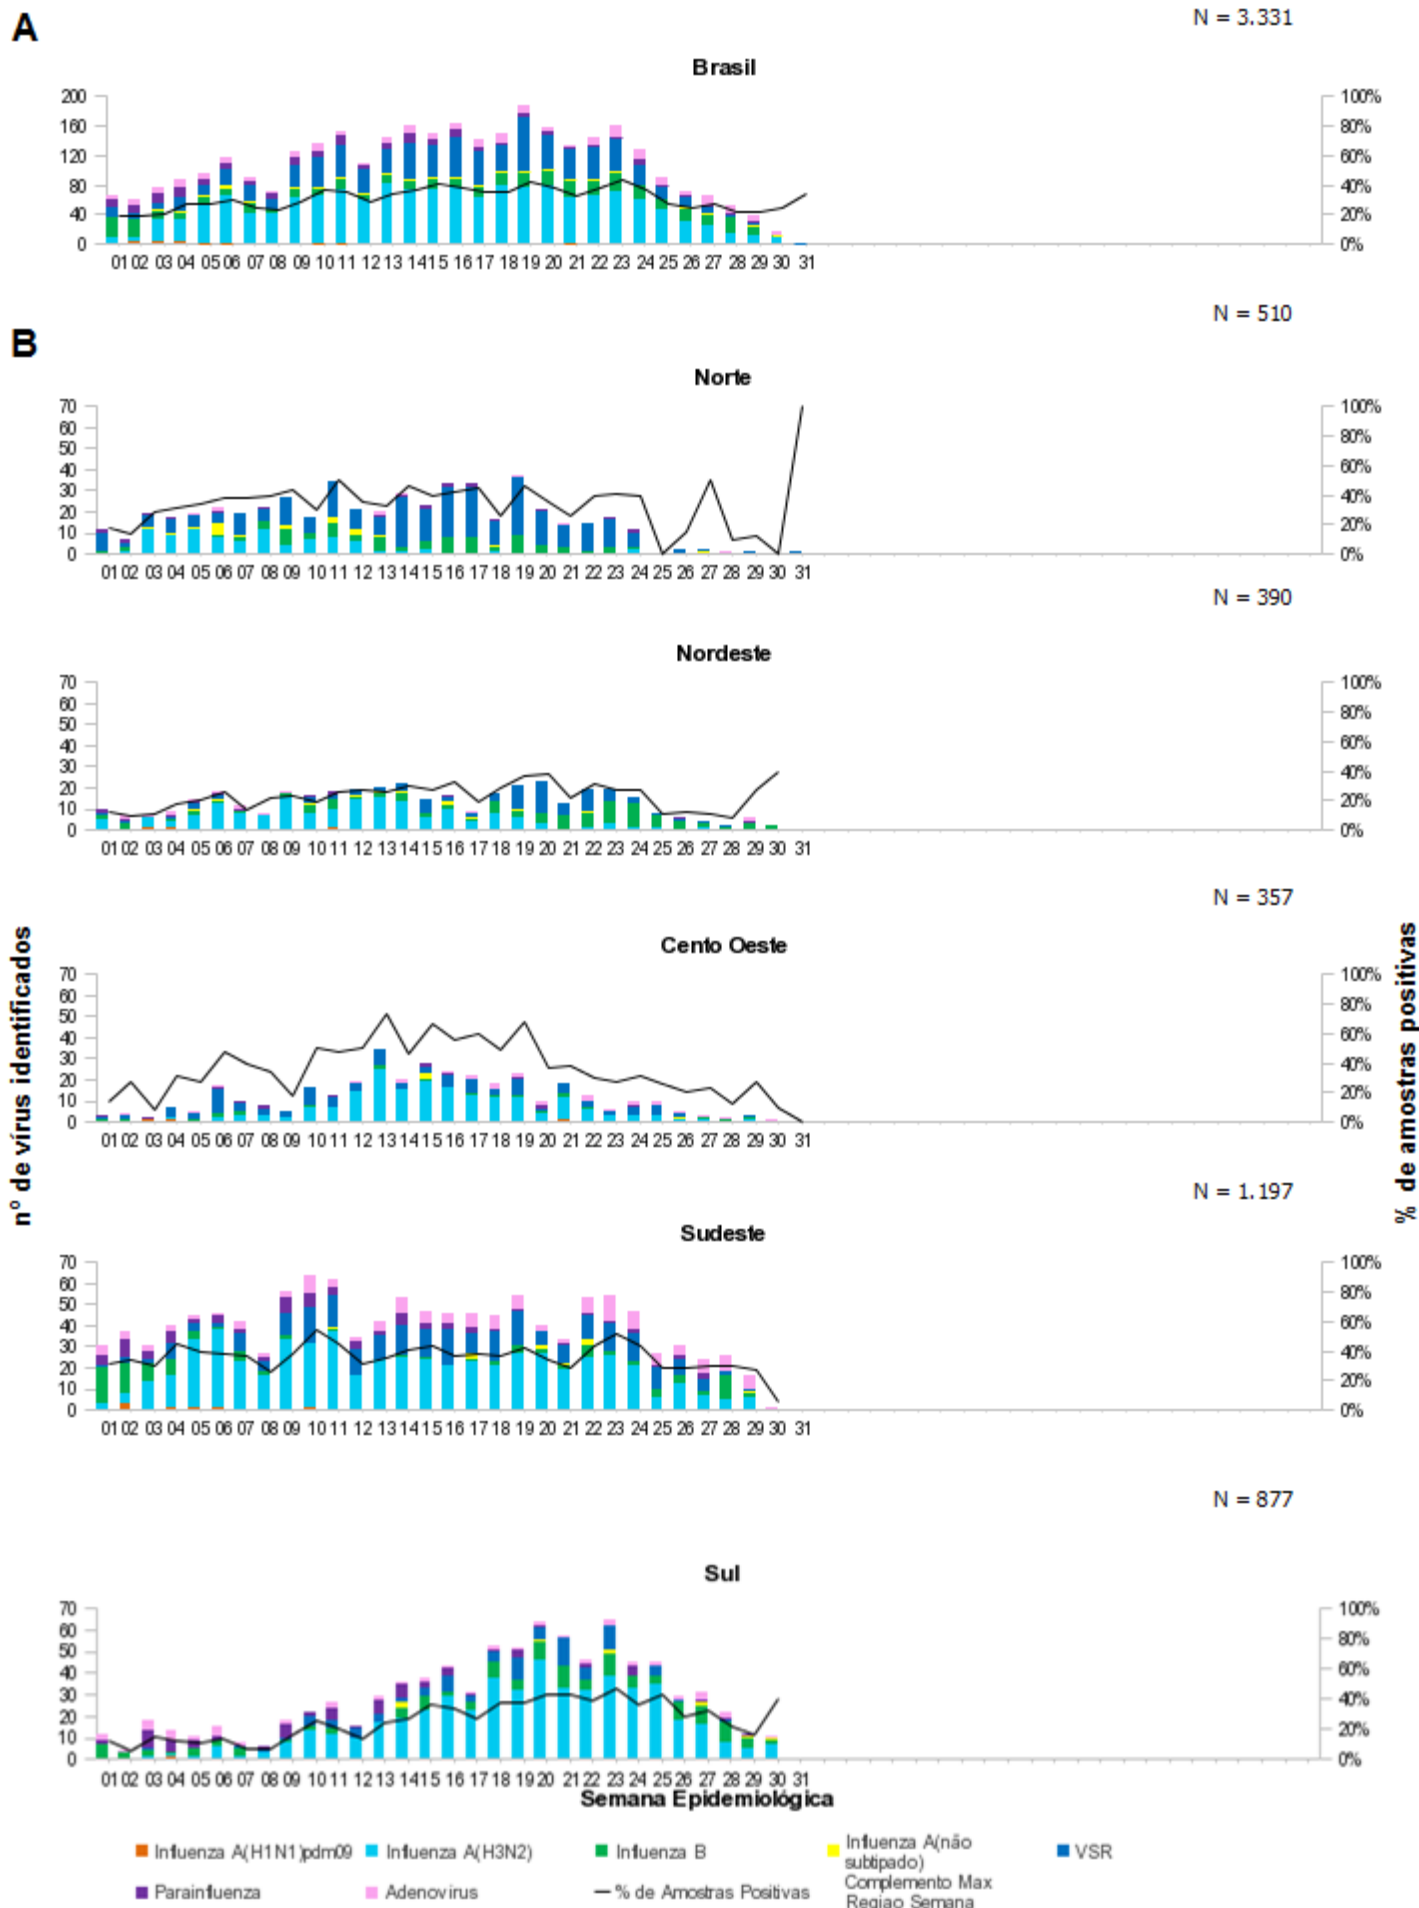 A
N = 3.331
Brasil
200
160
120
80
40
0
100%
80%
60%
40%
20%
0%
01 02 03 04 05 06 07 08 09 10 11 12 13 14 15 16 17 18 19 20 21 22 23 24 25 26 27 28 29 30 31
N = 510
B
Norte
70
60
50
40
30
20
10
0
100%
80%
60%
40%
20%
0%
01 02 03 04 05 06 07 08 09 10 11 12 13 14 15 16 17 18 19 20 21 22 23 24 25 26 27 28 29 30 31
N = 390
Nordeste
70
60
50
40
30
20
10
0
100%
80%
60%
40%
20%
0%
01 02 03 04 05 06 07 08 09 10 11 12 13 14 15 16 17 18 19 20 21 22 23 24 25 26 27 28 29 30 31
N = 357
Cento Oeste
70
60
50
40
30
20
10
0
100%
80%
60%
40%
20%
0%
01 02 03 04 05 06 07 08 09 10 11 12 13 14 15 16 17 18 19 20 21 22 23 24 25 26 27 28 29 30 31
nº de vírus identificados
% de amostras positivas
N = 1.197
Sudeste
70
60
50
40
30
20
10
0
100%
80%
60%
40%
20%
0%
01 02 03 04 05 06 07 08 09 10 11 12 13 14 15 16 17 18 19 20 21 22 23 24 25 26 27 28 29 30 31
N = 877
Sul
70
60
50
40
30
20
10
0
100%
80%
60%
40%
20%
0%
01 02 03 04 05 06 07 08 09 10 11 12 13 14 15 16 17 18 19 20 21 22 23 24 25 26 27 28 29 30 31
Semana Epidemiológica
Influenza A(H1N1)pdm09
Influenza A(H3N2)
Influenza B
Influenza A(não
subtipado)
VSR
Parainfluenza
Adenovirus
% de Amostras Positivas
Complemento Max
Regiao Semana